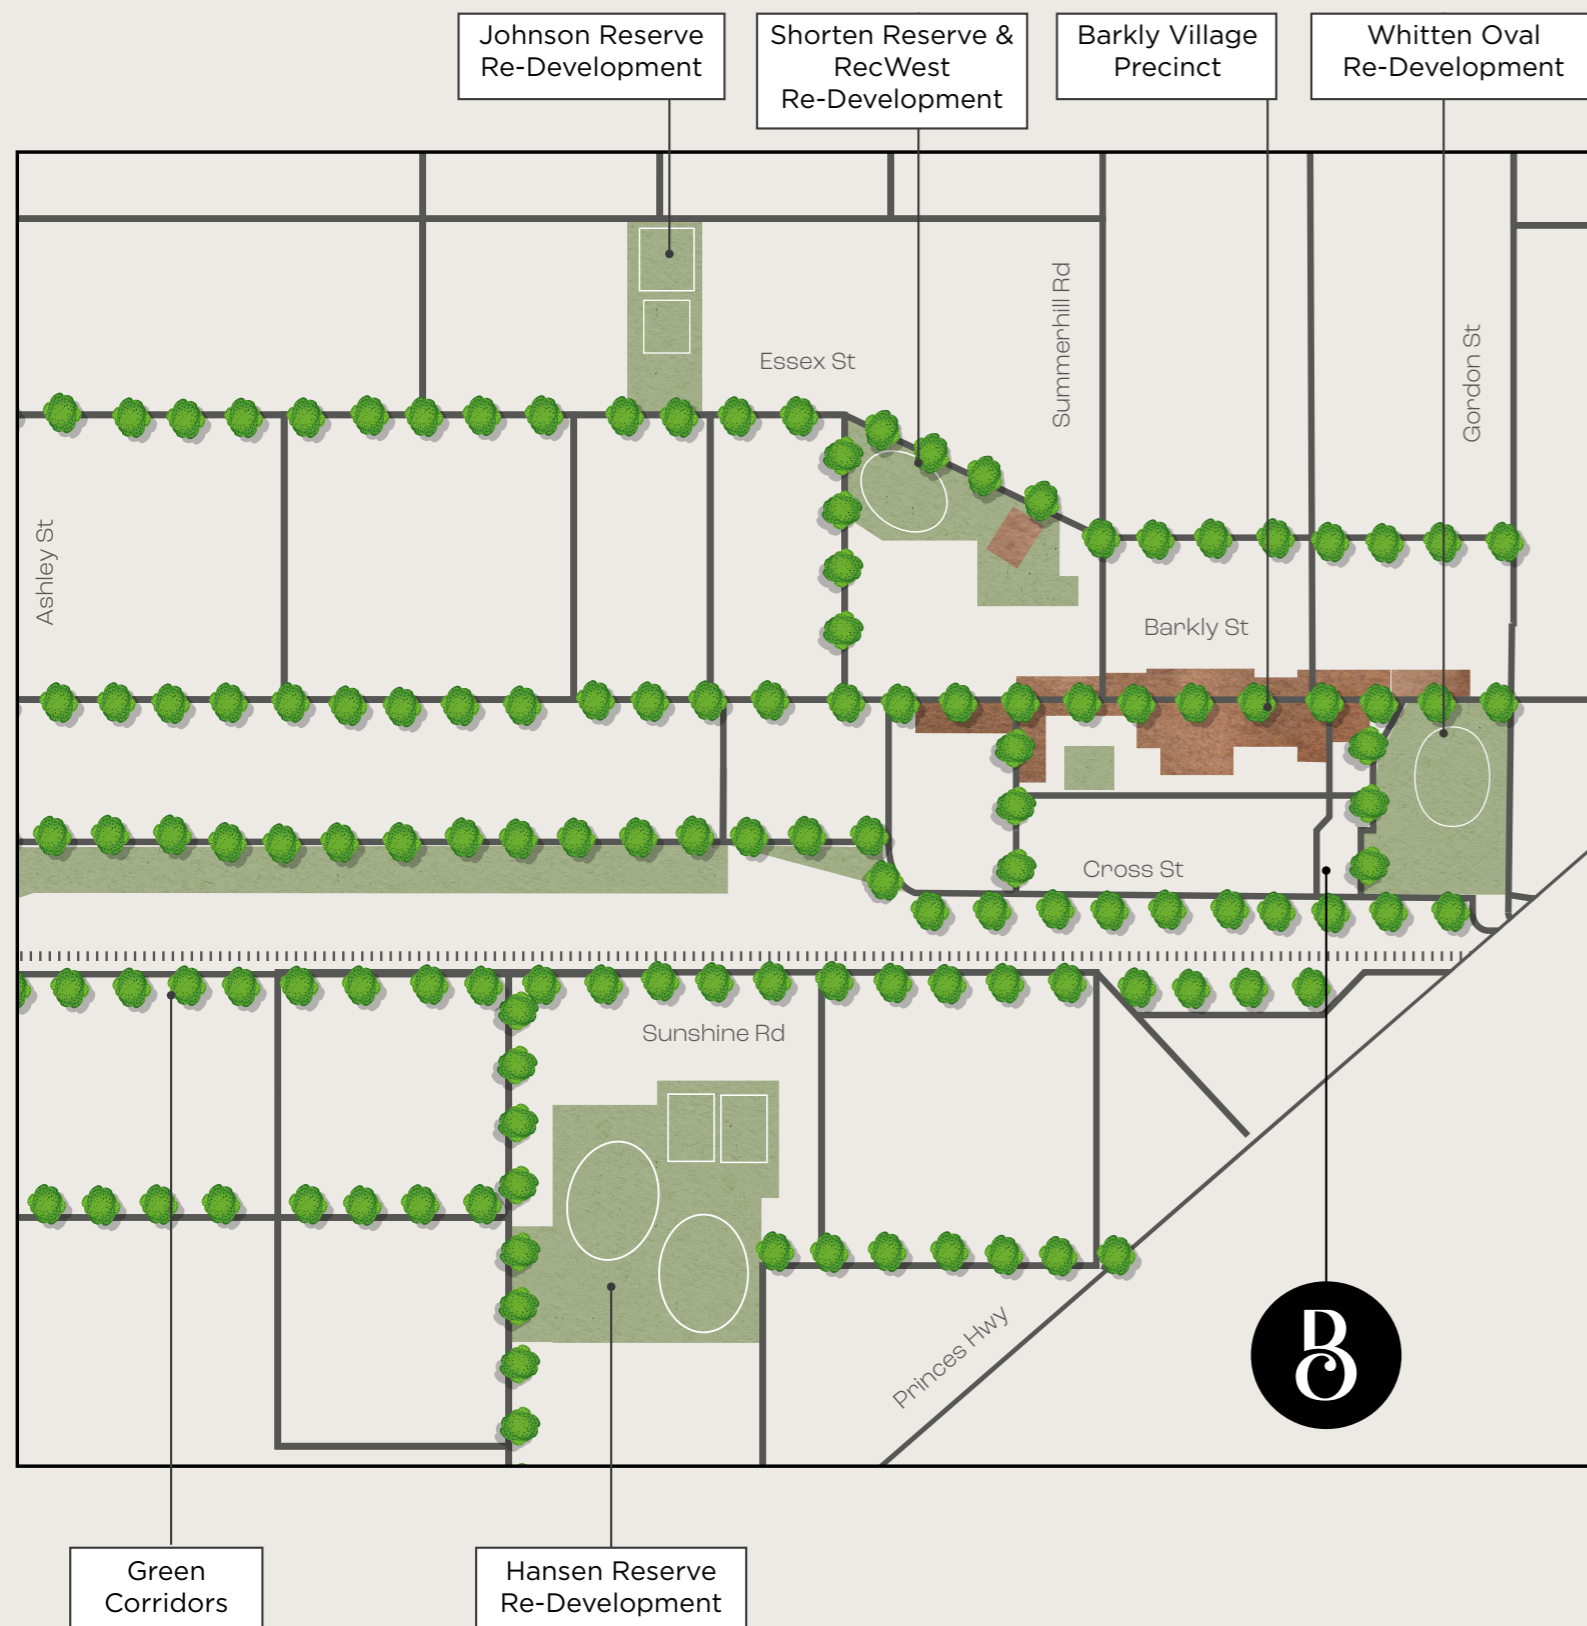 Johnson Reserve
Re-Development
Shorten Reserve &
RecWest
Re-Development
Barkly Village
Precinct
Whitten Oval
Re-Development
Essex St
Summerhill Rd
Gordon St
Ashley St
Barkly St
Cross St
Sunshine Rd
Princes Hwy
Green
Corridors
Hansen Reserve
Re-Development